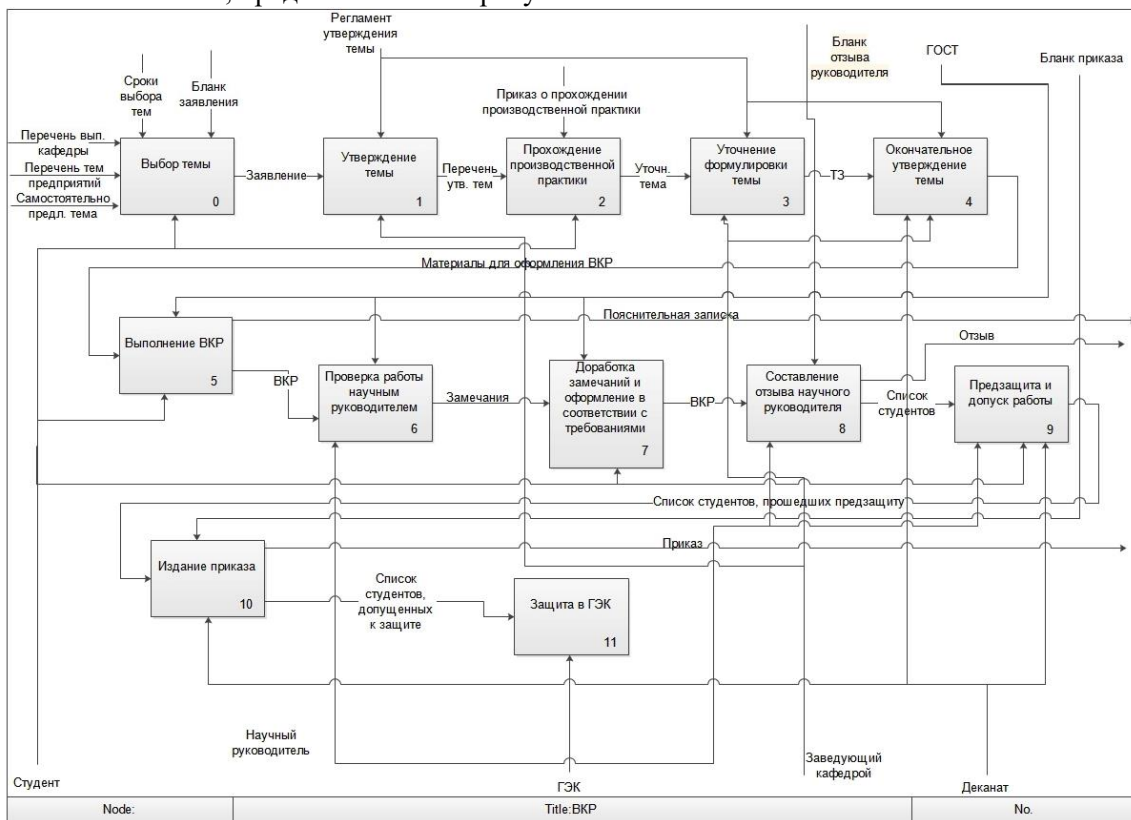 Регламент
утверждения
темы
Бланк
отзыва
руководителя
ГОСТ
Бланк приказа
Сроки
выбора
тем
Бланк
заявления
Приказ о прохождении
производственной практики
Перечень вып.
кафедры
Перечень тем
предприятий
Самостоятельно
предл. тема
Выбор темы
0
Заявление
Утверждение
темы
1
Перечень
утв. тем
Прохождение
производственной
практики
2
Уточн.
тема
Уточнение
формулировки
темы
3
ТЗ
Окончательное
утверждение
темы
4
Материалы для оформления ВКР
Пояснительная записка
Выполнение ВКР
5
ВКР
Проверка работы
научным
руководителем
6
Замечания
Доработка
замечаний и
оформление в
соответствии с
требованиями
7
ВКР
Составление
отзыва научного
руководителя
8
Отзыв
Список
студентов
Предзащита и
допуск работы
9
Список студентов, прошедших предзащиту
Приказ
Издание приказа
10
Список
студентов,
допущенных
к защите
Защита в ГЭК
11
Научный
руководитель
Студент
ГЭК
Заведующий
кафедрой
Деканат
Node:
Title:ВКР
No.